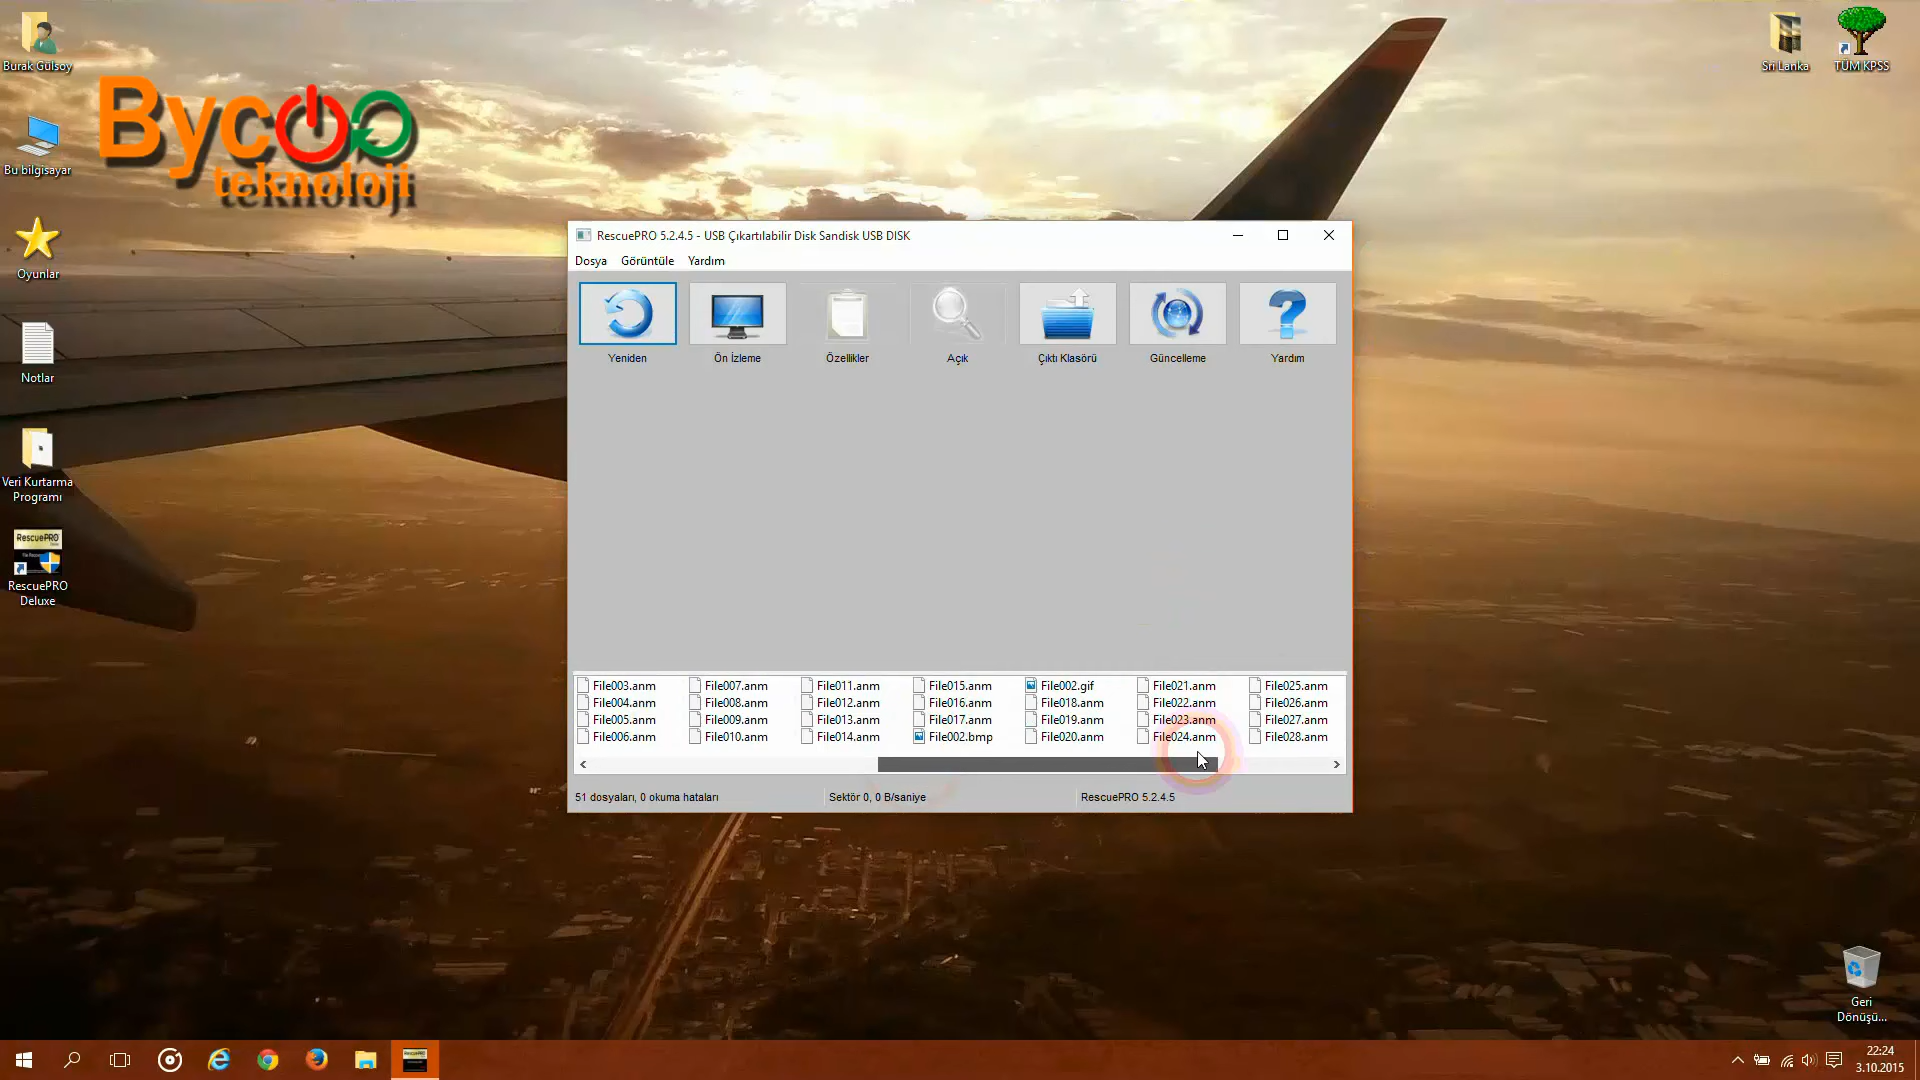 Burak Gülsoy
Bycoo
teknoloji
Bu bilgisayar
Oyunlar
Notlar
Veri Kurtarma
Programı
RescuePRO
RescuePRO
Deluxe
Sri Lanka
TÜM KPSS
RescuePRO 5.2.4.5 - USB Çıkartılabilir Disk Sandisk USB DISK
Dosya Görüntüle Yardım
Yeniden Ön İzleme Özellikler Açık Çıktı Klasörü Güncelleme Yardım
File003.anm File007.anm File011.anm File015.anm File002.gif File021.anm File025.anm
File004.anm File008.anm File012.anm File016.anm File018.anm File022.anm File026.anm
File005.anm File009.anm File013.anm File017.anm File019.anm File023.anm File027.anm
File006.anm File010.anm File014.anm File002.bmp File020.anm File024.anm File028.anm
51 dosyaları, 0 okuma hataları Sektör 0, 0 B/saniye RescuePRO 5.2.4.5
Geri
Dönüşü...
22:24
3.10.2015